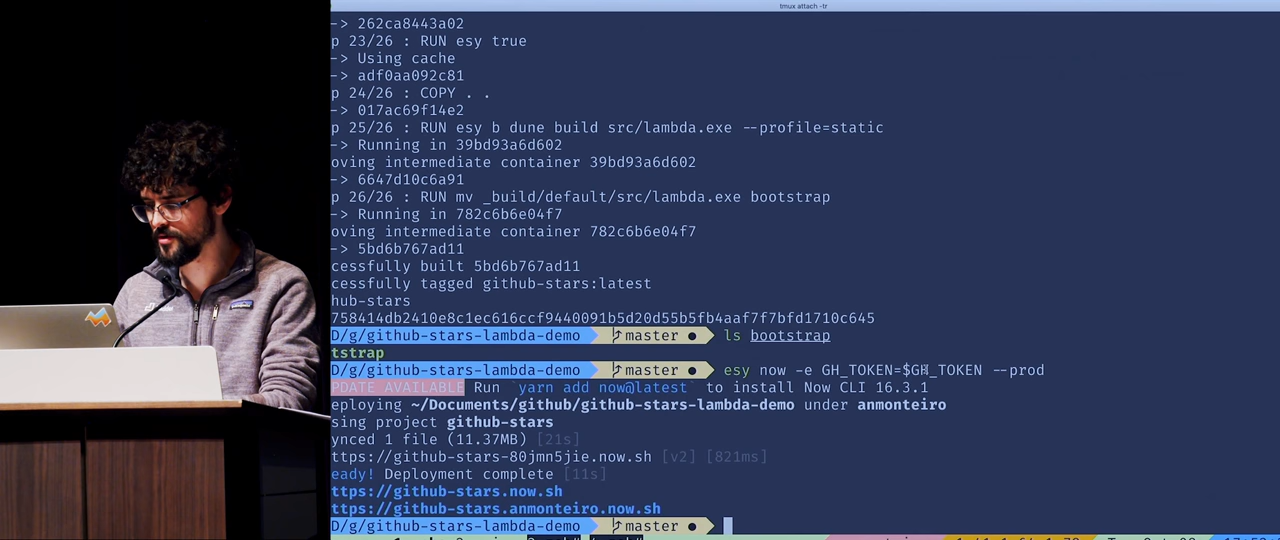 tmux attach -tr
-> 262ca8443a02
p 23/26 : RUN esy true
-> Using cache
-> adf0aa092c81
p 24/26 : COPY . .
-> 017ac69f14e2
p 25/26 : RUN esy b dune build src/lambda.exe --profile=static
-> Running in 39bd93a6d602
oving intermediate container 39bd93a6d602
-> 6647d10c6a91
p 26/26 : RUN mv _build/default/src/lambda.exe bootstrap
-> Running in 782c6b6e04f7
oving intermediate container 782c6b6e04f7
-> 5bd6b767ad11
cessfully built 5bd6b767ad11
cessfully tagged github-stars:latest
hub-stars
758414db2410e8c1ec616ccf9440091b5d20d55b5fb4aaf7f7bfd1710c645
D/g/github-stars-lambda-demo master ● ls bootstrap
tstrap
D/g/github-stars-lambda-demo master ● esy now -e GH_TOKEN=$GH_TOKEN --prod
PDATE AVAILABLE Run `yarn add now@latest` to install Now CLI 16.3.1
eploying ~/Documents/github/github-stars-lambda-demo under anmonteiro
sing project github-stars
ynced 1 file (11.37MB) [21s]
ttps://github-stars-80jmn5jie.now.sh [v2] [821ms]
eady! Deployment complete [11s]
ttps://github-stars.now.sh
ttps://github-stars.anmonteiro.now.sh
D/g/github-stars-lambda-demo master ●